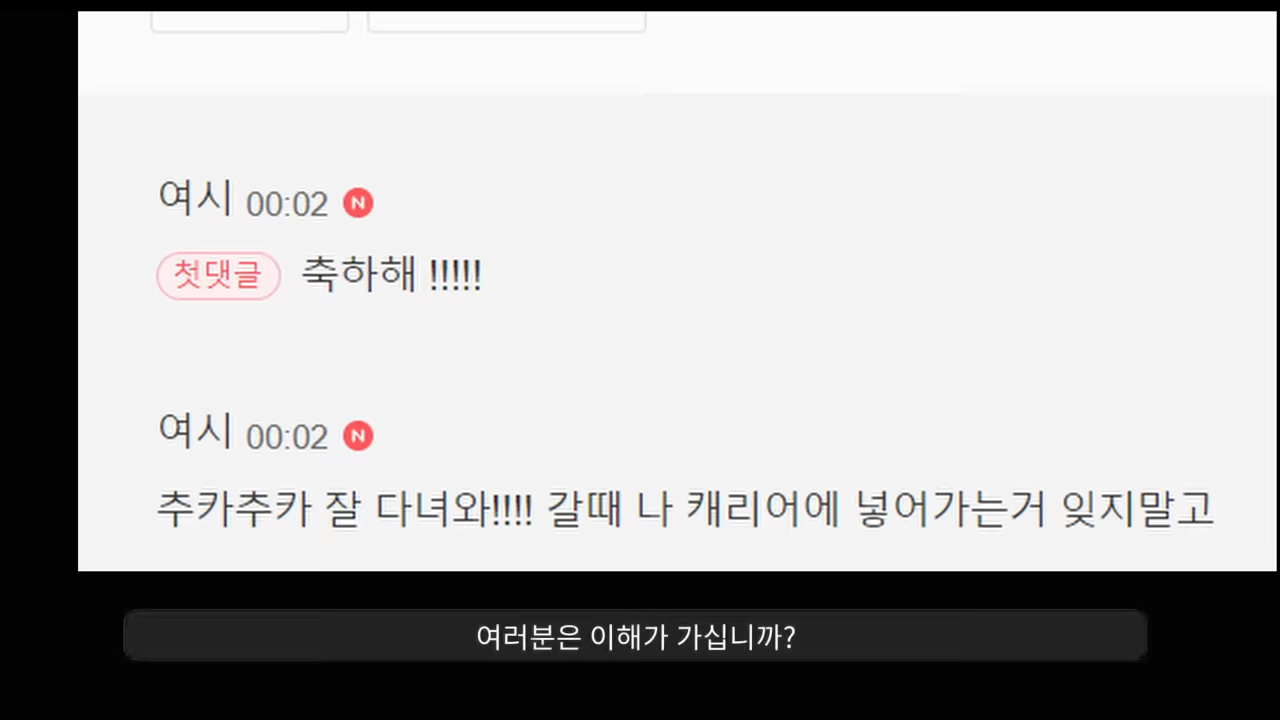 여시 00:02 N
첫댓글 축하해 !!!!!
여시 00:02 N
추카추카 잘 다녀와!!!! 갈때 나 캐리어에 넣어가는거 잊지말고
여러분은 이해가 가십니까?